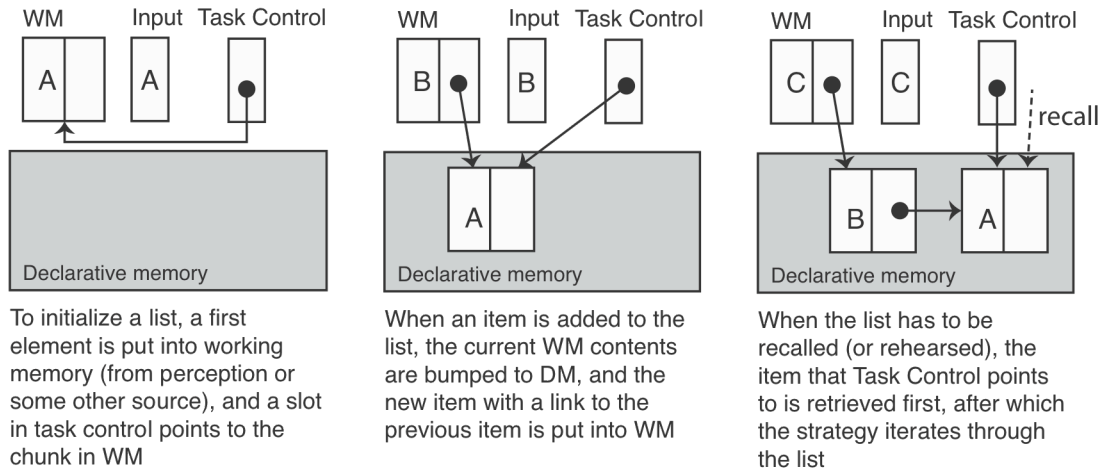 WM Input Task Control
A A
Declarative memory
To initialize a list, a first
element is put into working
memory (from perception or
some other source), and a slot
in task control points to the
chunk in WM
WM Input Task Control
B B
A
Declarative memory
When an item is added to the
list, the current WM contents
are bumped to DM, and the
new item with a link to the
previous item is put into WM
WM Input Task Control
C C
recall
B A
Declarative memory
When the list has to be
recalled (or rehearsed), the
item that Task Control points
to is retrieved first, after which
the strategy iterates through
the list